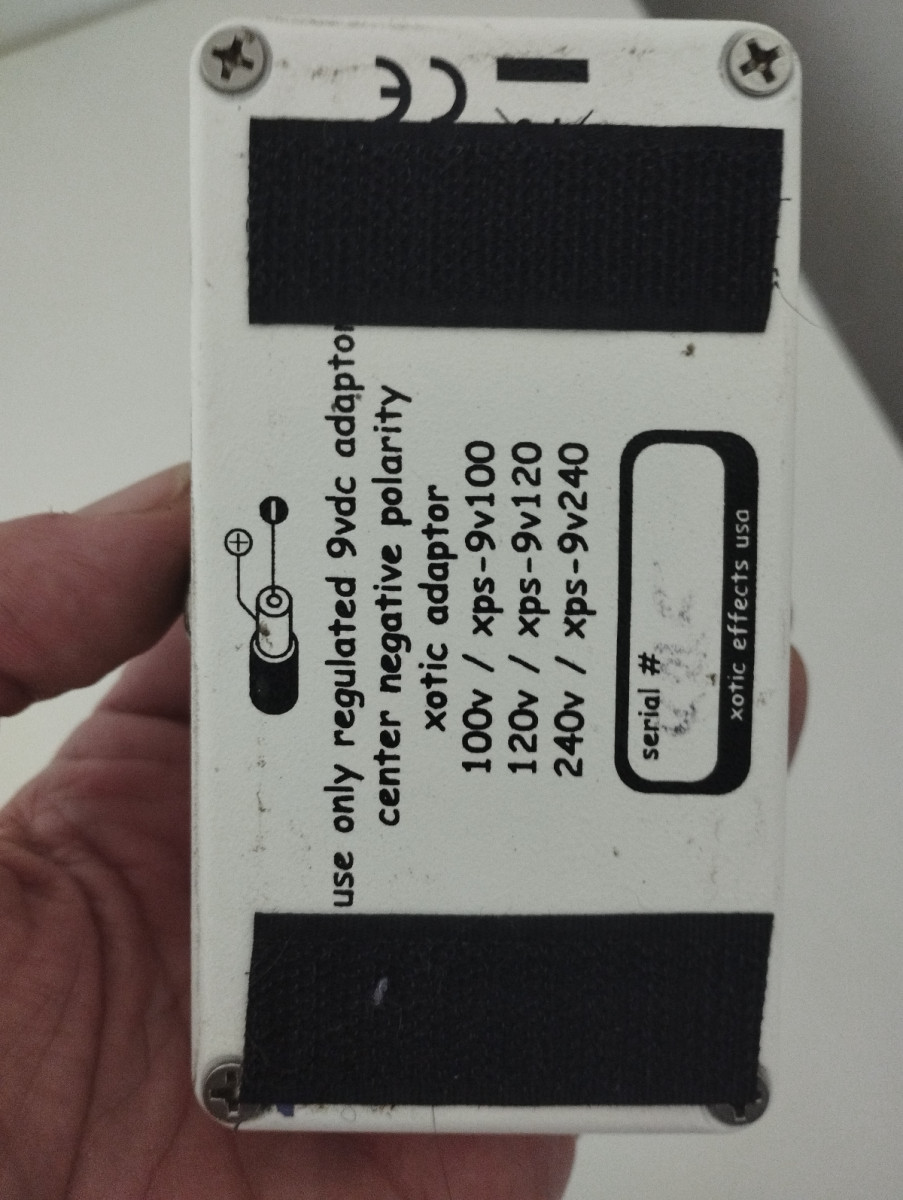 CE
use only regulated 9vdc adaptor
center negative polarity
xotic adaptor
100v / xps-9v100
120v / xps-9v120
240v / xps-9v240
serial #
xotic effects usa